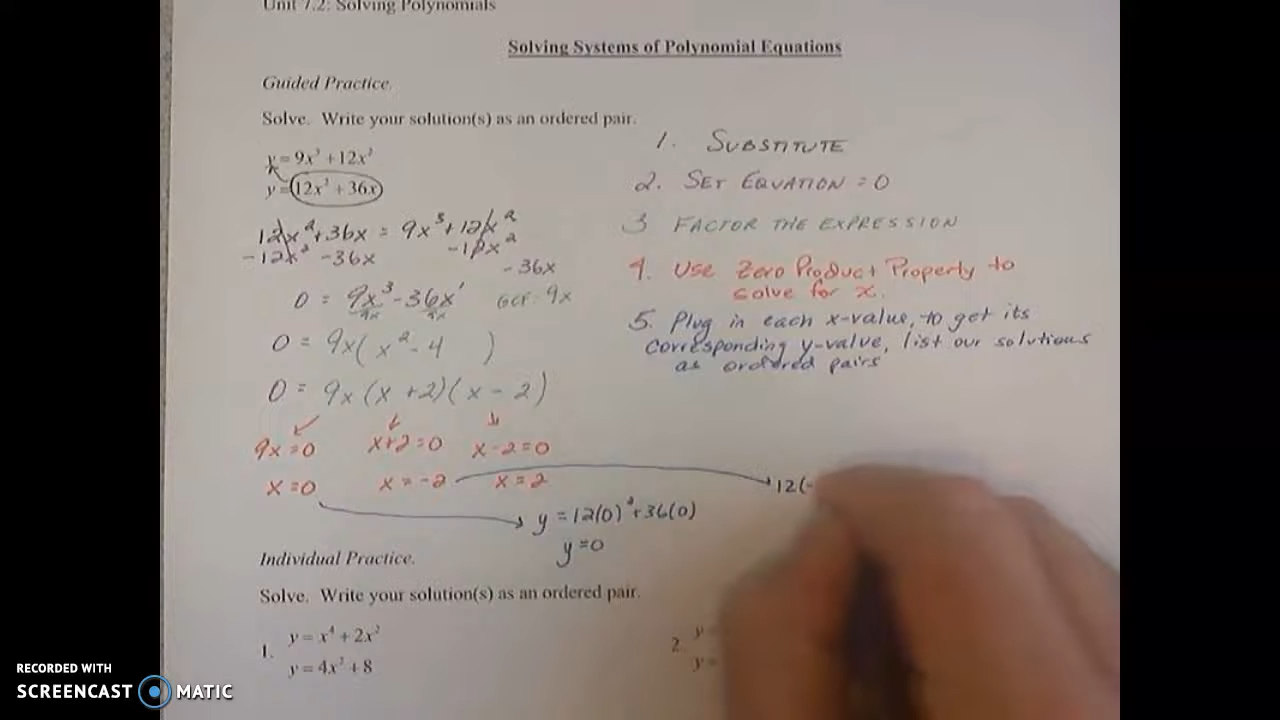 Unit 7.2: Solving Polynomials
Solving Systems of Polynomial Equations
Guided Practice.
Solve. Write your solution(s) as an ordered pair.
y = 9x³ + 12x²
y = 12x² + 36x
12x² + 36x = 9x³ + 12x²
-12x² - 36x - 12x²
- 36x
0 = 9x³ - 36x¹ GCF: 9x
9x 9x
0 = 9x( x² - 4 )
0 = 9x (x + 2)( x - 2)
9x = 0 x+2 = 0 x - 2 = 0
x = 0 x = -2 x = 2
y = 12(0)² + 36(0)
y = 0
12(-
1. SUBSTITUTE
2. SET EQUATION = 0
3 FACTOR THE EXPRESSION
4. Use Zero Product Property to
solve for x.
5. Plug in each x-value, to get its
corresponding y-value, list our solutions
as ordered pairs
Individual Practice.
Solve. Write your solution(s) as an ordered pair.
1. y = x⁴ + 2x²
y = 4x² + 8
2. y =
y =
RECORDED WITH
SCREENCAST MATIC